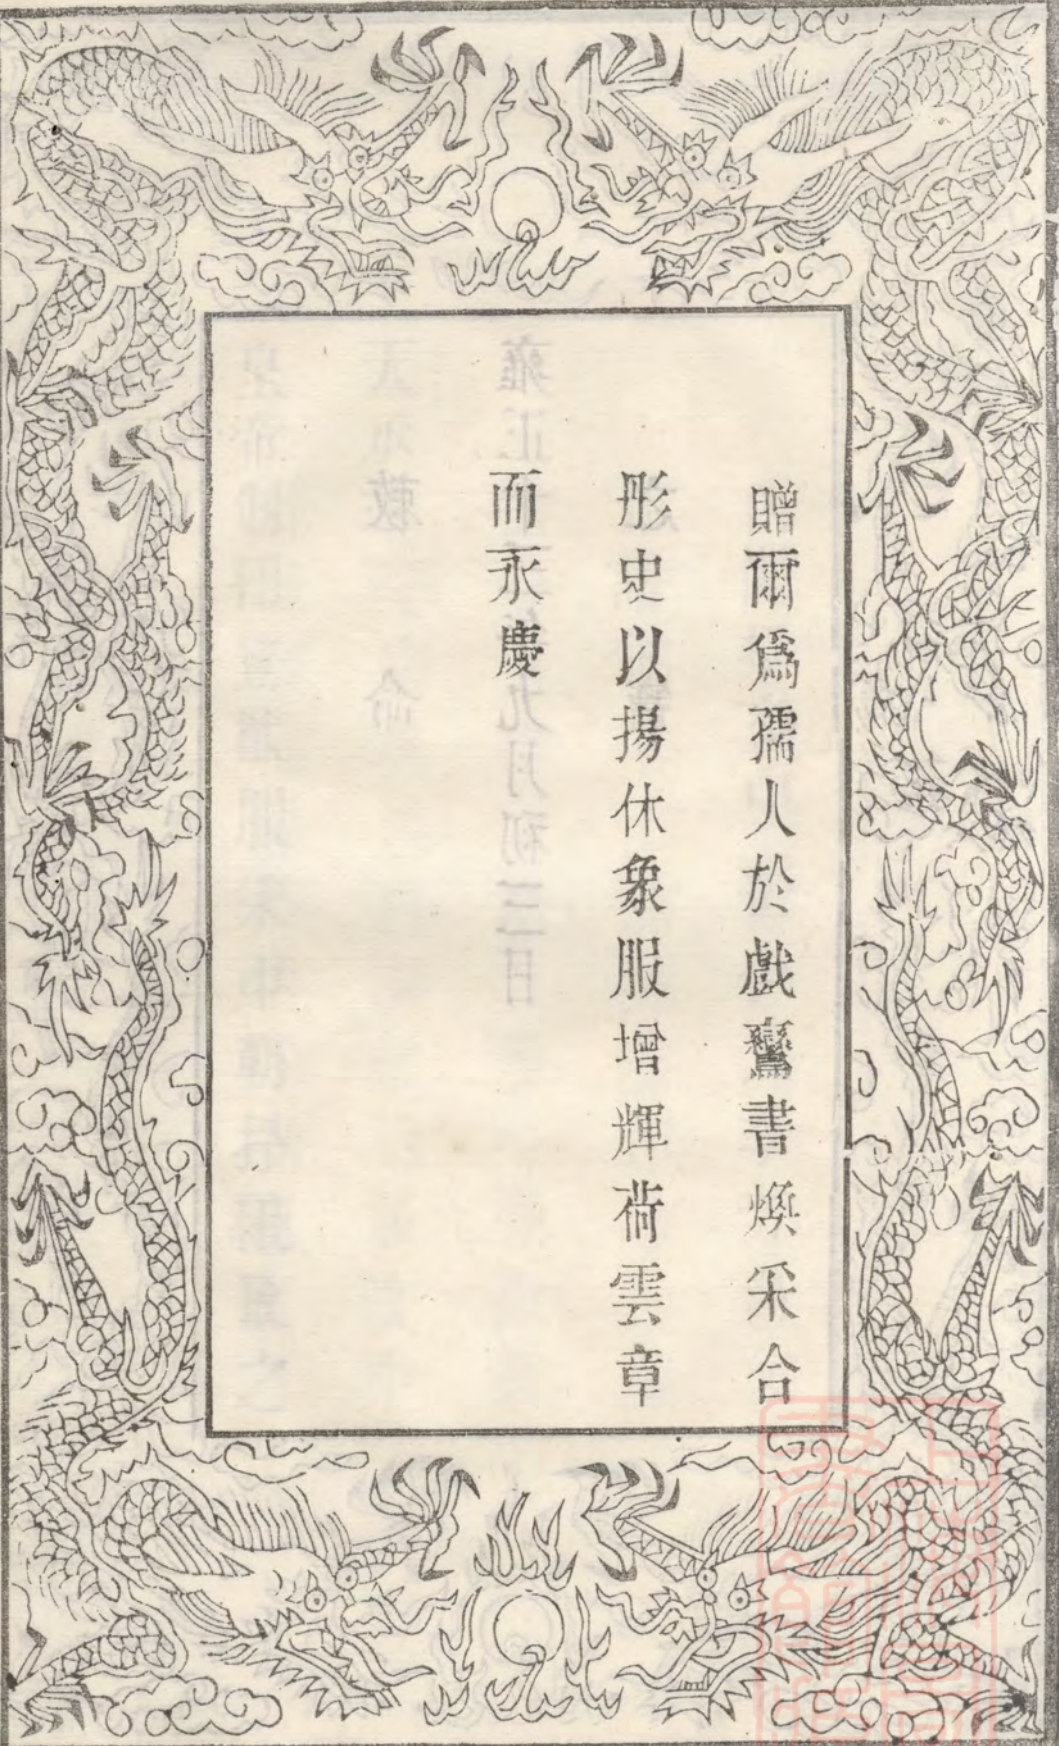 贈爾爲孺人於戲鸞書煥采合
彤史以揚休象服增輝荷雲章
而永慶